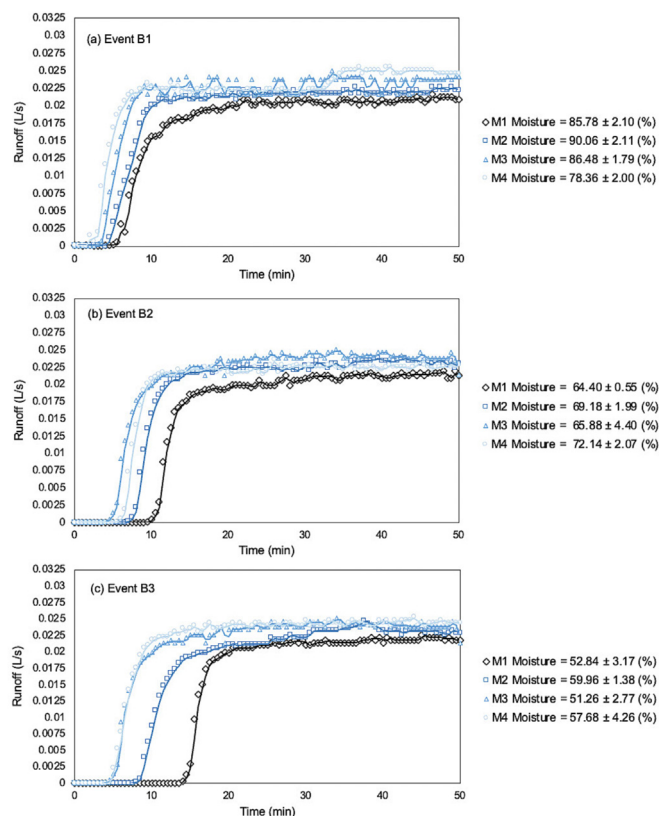 (a) Event B1
Runoff (L/s)
0.0325
0.03
0.0275
0.025
0.0225
0.02
0.0175
0.015
0.0125
0.01
0.0075
0.005
0.0025
0
0 10 20 30 40 50
Time (min)
M1 Moisture = 85.78 ± 2.10 (%)
M2 Moisture = 90.06 ± 2.11 (%)
M3 Moisture = 86.48 ± 1.79 (%)
M4 Moisture = 78.36 ± 2.00 (%)
(b) Event B2
Runoff (L/s)
0.0325
0.03
0.0275
0.025
0.0225
0.02
0.0175
0.015
0.0125
0.01
0.0075
0.005
0.0025
0
0 10 20 30 40 50
Time (min)
M1 Moisture = 64.40 ± 0.55 (%)
M2 Moisture = 69.18 ± 1.99 (%)
M3 Moisture = 65.88 ± 4.40 (%)
M4 Moisture = 72.14 ± 2.07 (%)
(c) Event B3
Runoff (L/s)
0.0325
0.03
0.0275
0.025
0.0225
0.02
0.0175
0.015
0.0125
0.01
0.0075
0.005
0.0025
0
0 10 20 30 40 50
Time (min)
M1 Moisture = 52.84 ± 3.17 (%)
M2 Moisture = 59.96 ± 1.38 (%)
M3 Moisture = 51.26 ± 2.77 (%)
M4 Moisture = 57.68 ± 4.26 (%)